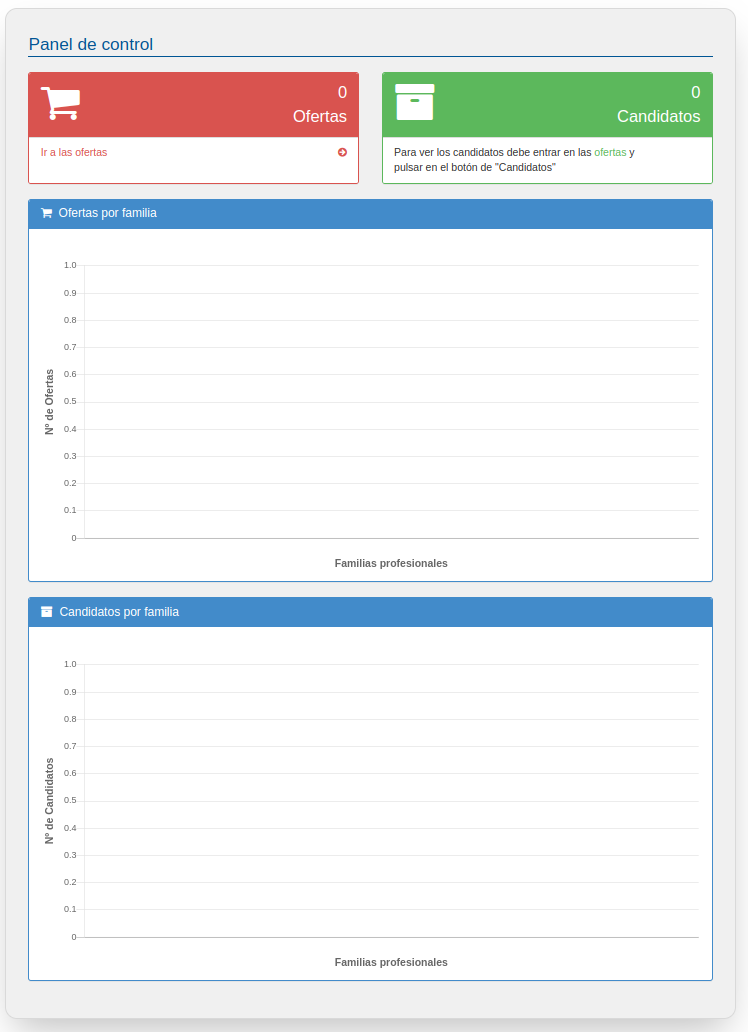 Panel de control
0
Ofertas
Ir a las ofertas
0
Candidatos
Para ver los candidatos debe entrar en las ofertas y
pulsar en el botón de "Candidatos"
Ofertas por familia
1.0
0.9
0.8
0.7
0.6
0.5
0.4
0.3
0.2
0.1
0
Nº de Ofertas
Familias profesionales
Candidatos por familia
1.0
0.9
0.8
0.7
0.6
0.5
0.4
0.3
0.2
0.1
0
Nº de Candidatos
Familias profesionales